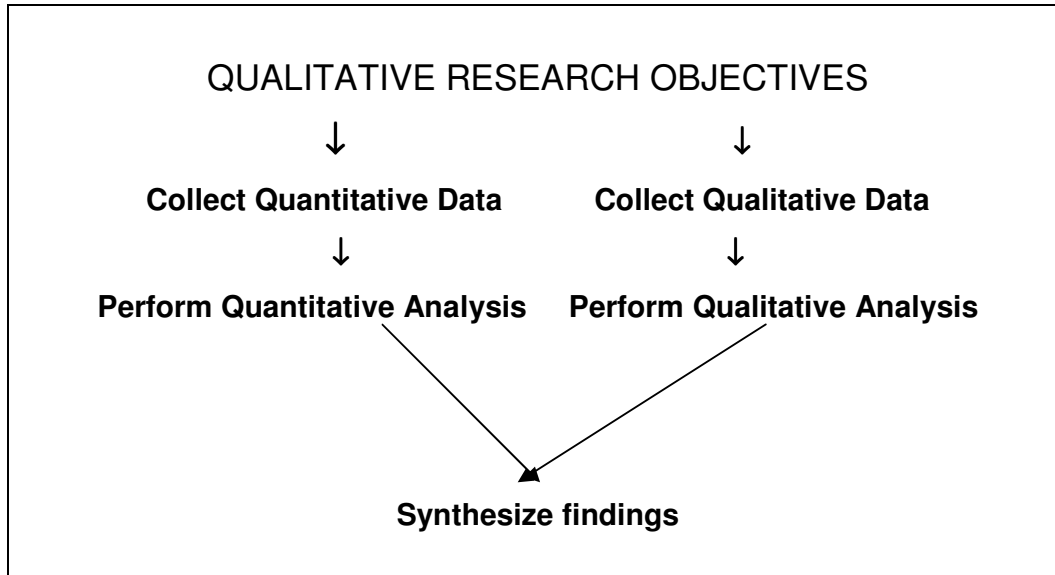 QUALITATIVE RESEARCH OBJECTIVES
↓ ↓
Collect Quantitative Data Collect Qualitative Data
↓ ↓
Perform Quantitative Analysis Perform Qualitative Analysis
Synthesize findings